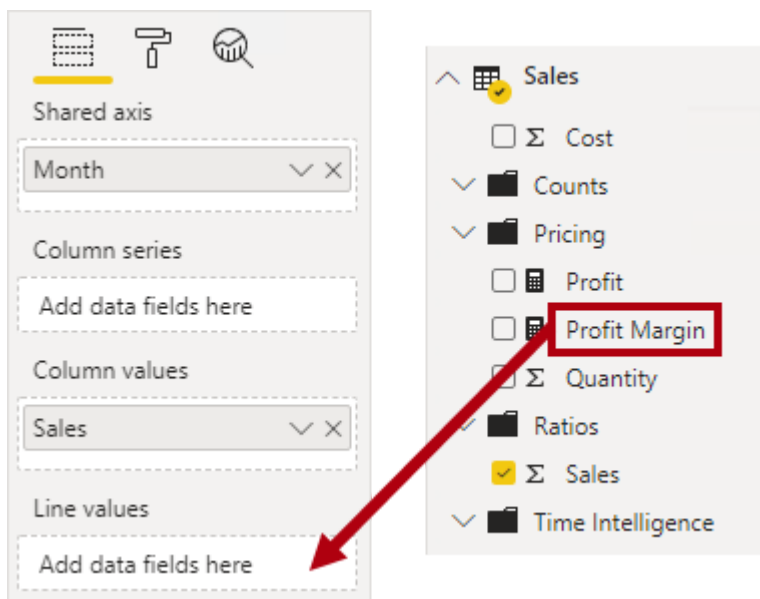 Shared axis
Month
Column series
Add data fields here
Column values
Sales
Line values
Add data fields here
Sales
Σ Cost
Counts
Pricing
Profit
Profit Margin
Σ Quantity
Ratios
Σ Sales
Time Intelligence